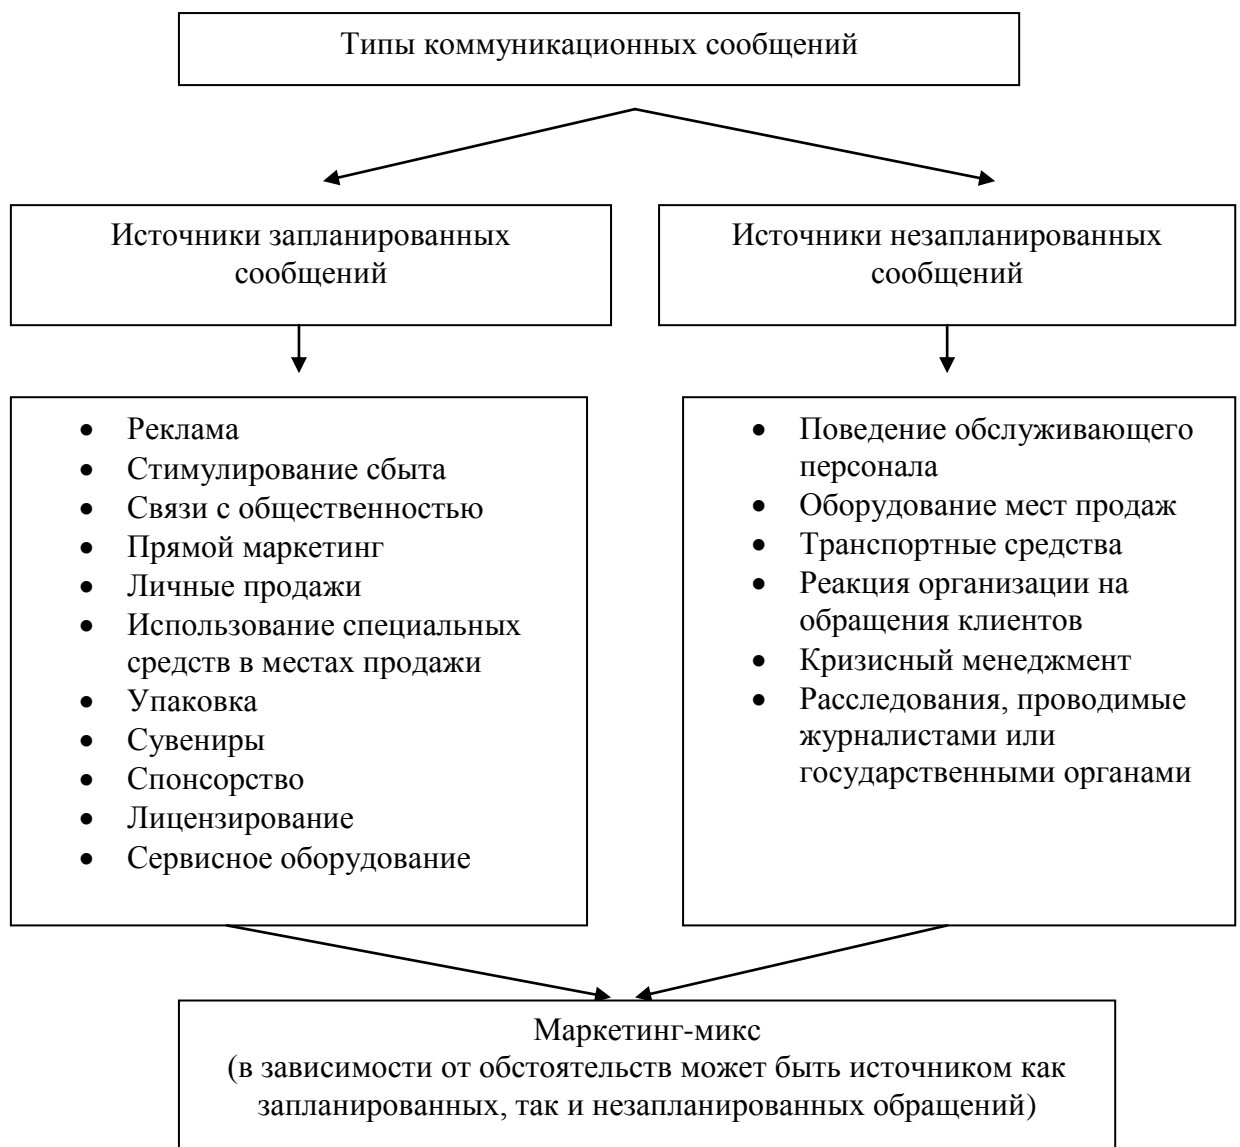 Типы коммуникационных сообщений
Источники запланированных
сообщений
Источники незапланированных
сообщений
• Реклама
• Стимулирование сбыта
• Связи с общественностью
• Прямой маркетинг
• Личные продажи
• Использование специальных
средств в местах продажи
• Упаковка
• Сувениры
• Спонсорство
• Лицензирование
• Сервисное оборудование
• Поведение обслуживающего
персонала
• Оборудование мест продаж
• Транспортные средства
• Реакция организации на
обращения клиентов
• Кризисный менеджмент
• Расследования, проводимые
журналистами или
государственными органами
Маркетинг-микс
(в зависимости от обстоятельств может быть источником как
запланированных, так и незапланированных обращений)